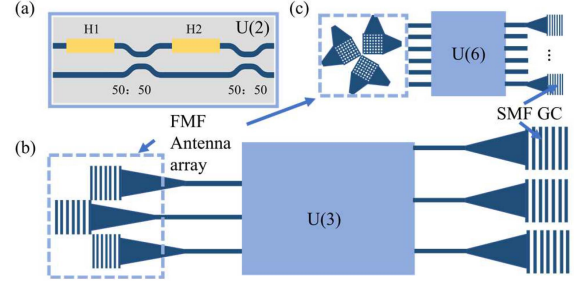 (a)
H1
H2
U(2)
50：50
50：50
(c)
U(6)
...
FMF
Antenna
array
SMF GC
(b)
U(3)